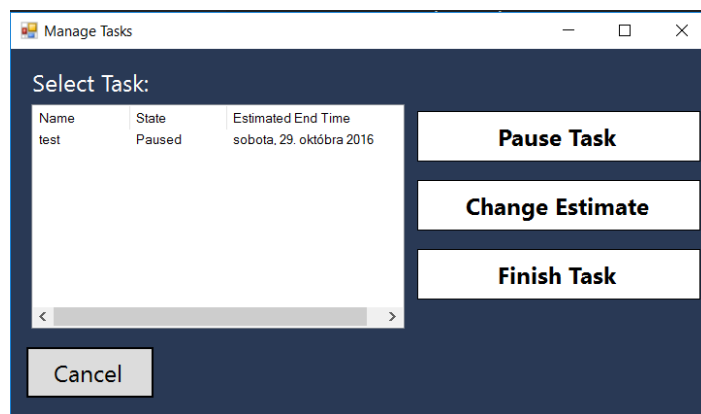 Manage Tasks
Select Task:
Name State Estimated End Time
test Paused sobota, 29. októbra 2016
Pause Task
Change Estimate
Finish Task
Cancel